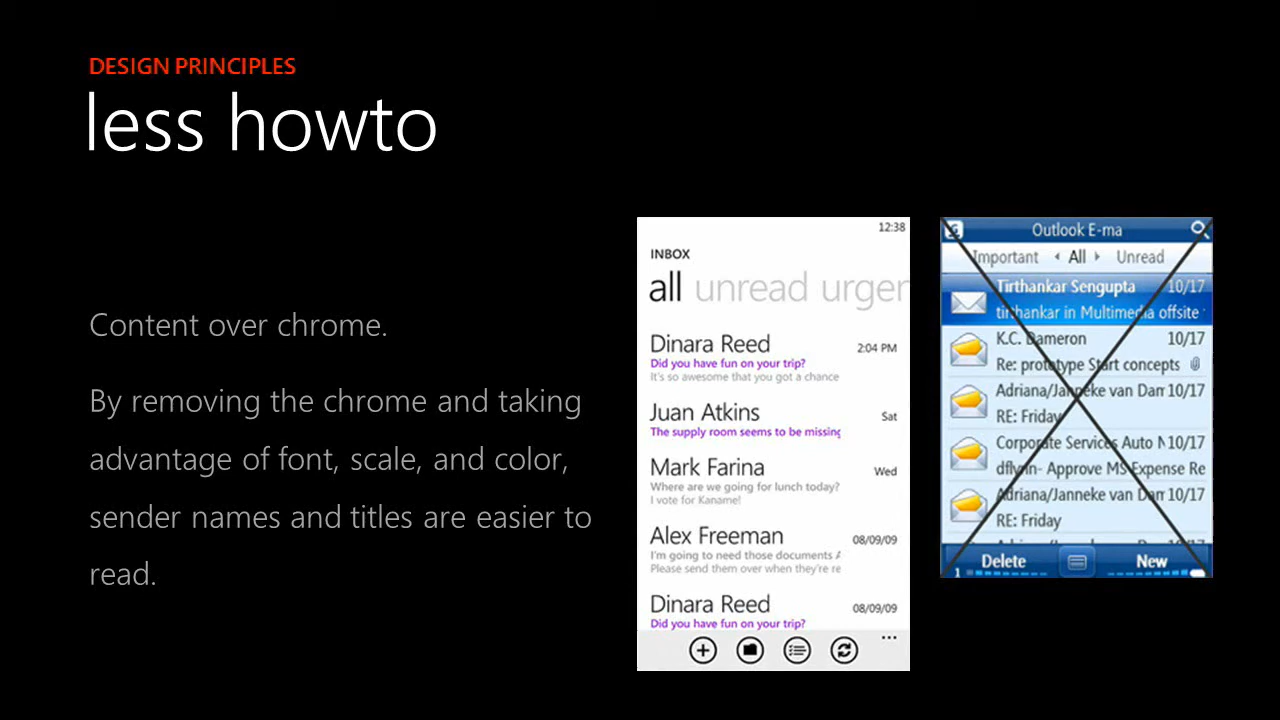 DESIGN PRINCIPLES
less howto
Content over chrome.
By removing the chrome and taking
advantage of font, scale, and color,
sender names and titles are easier to
read.
12:38
INBOX
all unread urgen
Dinara Reed 2:04 PM
Did you have fun on your trip?
It's so awesome that you got a chance
Juan Atkins Sat
The supply room seems to be missing
Mark Farina Wed
Where are we going for lunch today?
I vote for Kaname!
Alex Freeman 08/09/09
I'm going to need those documents A
Please send them over when they're re
Dinara Reed 08/09/09
Did you have fun on your trip?
Outlook E-ma
Important All Unread
Tirthankar Sengupta 10/17
tirthankar in Multimedia offsite
K.C. Dameron 10/17
Re: prototype Start concepts
Adriana/Janneke van Dam 10/17
RE: Friday
Corporate Services Auto N 10/17
dflynn- Approve MS Expense Re
Adriana/Janneke van Dam 10/17
RE: Friday
Delete New
1